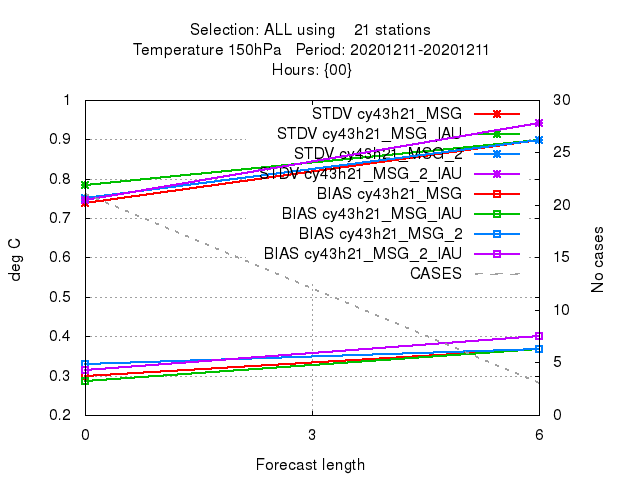 Selection: ALL using 21 stations
Temperature 150hPa Period: 20201211-20201211
Hours: {00}
1
0.9
0.8
0.7
0.6
0.5
0.4
0.3
0.2
deg C
STDV cy43h21_MSG
STDV cy43h21_MSG_IAU
STDV cy43h21_MSG_2
STDV cy43h21_MSG_2_IAU
BIAS cy43h21_MSG
BIAS cy43h21_MSG_IAU
BIAS cy43h21_MSG_2
BIAS cy43h21_MSG_2_IAU
CASES
30
25
20
15
10
5
0
No cases
0 3 6
Forecast length